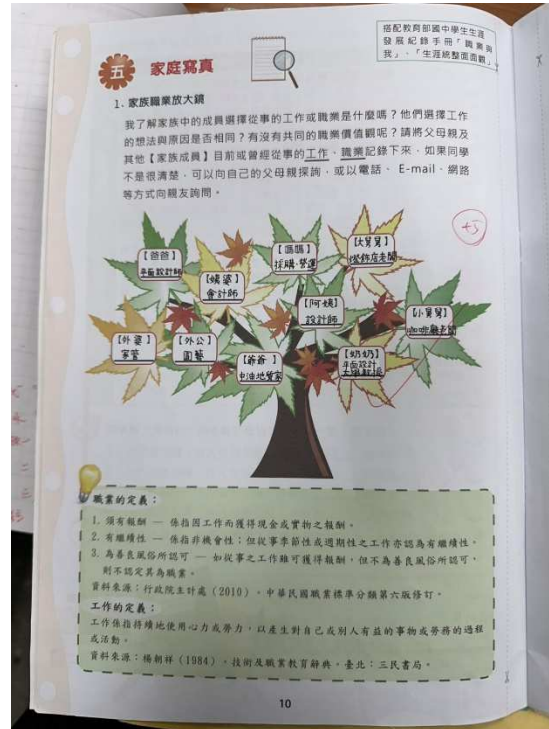 搭配教育部國中學生生涯
發展紀錄手冊「職業與
我」、「生涯統整面面觀」
五 家庭寫真
1、家族職業放大鏡
我了解家族中的成員選擇從事的工作或職業是什麼嗎？他們選擇工作
的想法與原因是否相同？有沒有共同的職業價值觀呢？請將父母親及
其他【家族成員】目前或曾經從事的工作、職業記錄下來，如果同學
不是很清楚，可以向自己的父母親探詢，或以電話、E-mail、網路
等方式向親友詢問。
+5
【爸爸】
平面設計師
【姨婆】
會計師
【媽媽】
採購.營運
【大舅舅】
燈飾店老闆
【阿姨】
設計師
【小舅舅】
咖啡廳老闆
【外婆】
家管
【外公】
園藝
【爺爺】
中油地質家
【奶奶】
平面設計
大學教授
職業的定義：
1. 須有報酬 — 係指因工作而獲得現金或實物之報酬。
2. 有繼續性 — 係指非機會性；但從事季節性或週期性之工作亦認為有繼續性。
3. 為善良風俗所認可 — 如從事之工作雖可獲得報酬，但不為善良風俗所認可，
則不認定其為職業。
資料來源：行政院主計處（2010）。中華民國職業標準分類第六版修訂。
工作的定義：
工作係指持續地使用心力或勞力，以產生對自己或別人有益的事物或勞務的過程
或活動。
資料來源：楊朝祥（1984）。技術及職業教育辭典。臺北：三民書局。
10